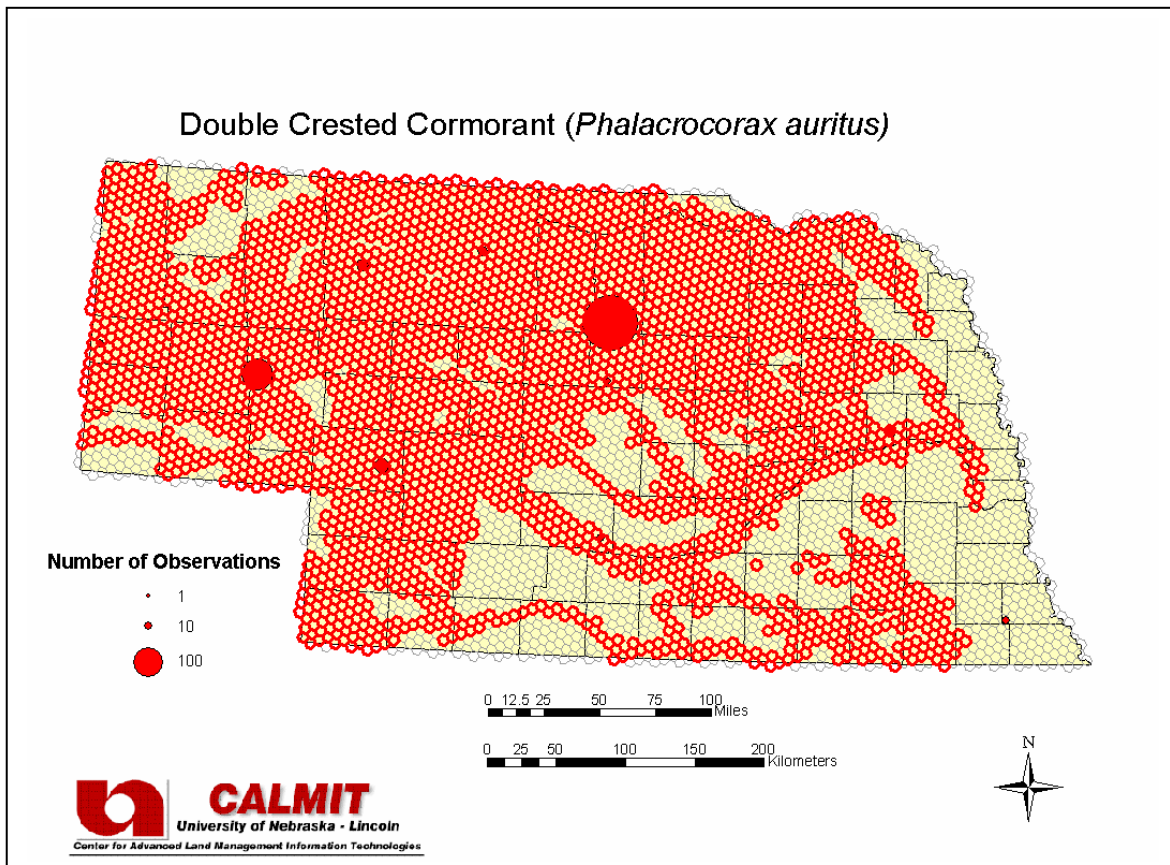 Double Crested Cormorant (Phalacrocorax auritus)
Number of Observations
1
10
100
0 12.5 25 50 75 100
Miles
0 25 50 100 150 200
Kilometers
N
CALMIT
University of Nebraska - Lincoln
Center for Advanced Land Management Information Technologies